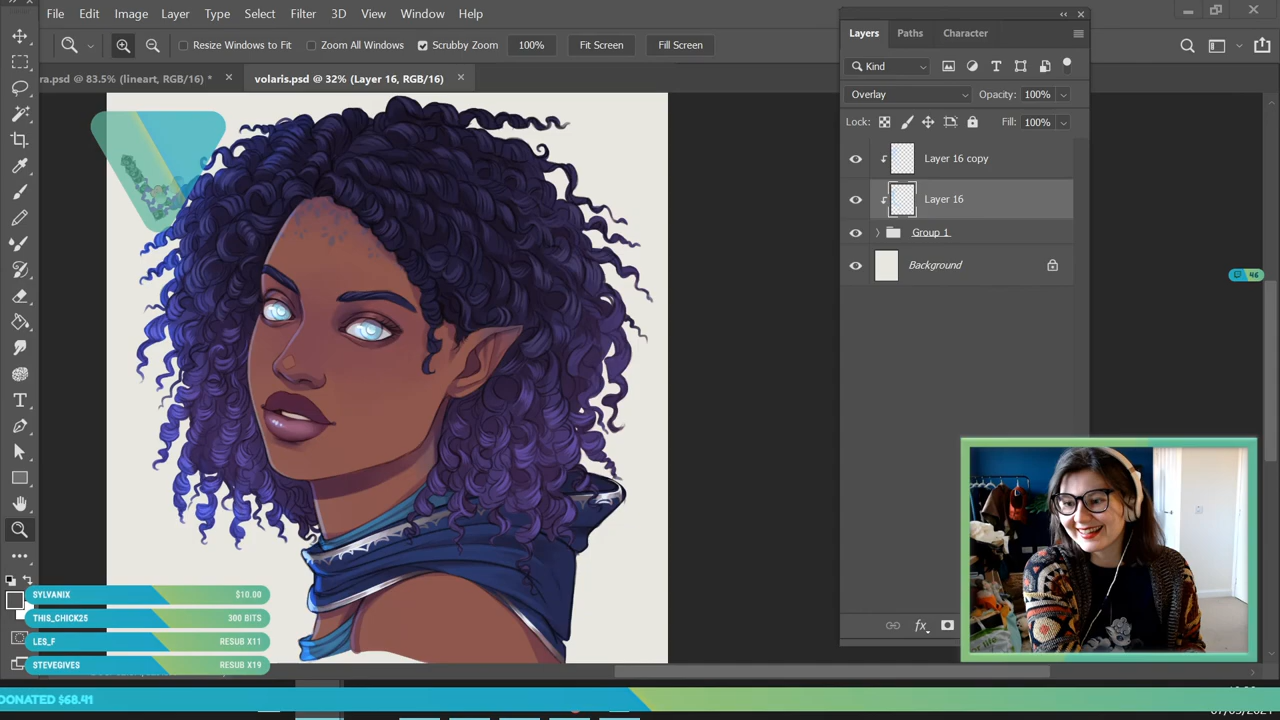 File Edit Image Layer Type Select Filter 3D View Window Help
Resize Windows to Fit Zoom All Windows Scrubby Zoom 100% Fit Screen Fill Screen
ra.psd @ 83.5% (lineart, RGB/16) *
volaris.psd @ 32% (Layer 16, RGB/16)
Layers Paths Character
Kind
Overlay Opacity: 100%
Lock: Fill: 100%
Layer 16 copy
Layer 16
Group 1
Background
46
SYLVANIX $10.00
THIS_CHICK25 300 BITS
LES_F RESUB X11
STEVEGIVES RESUB X19
DONATED $68.41